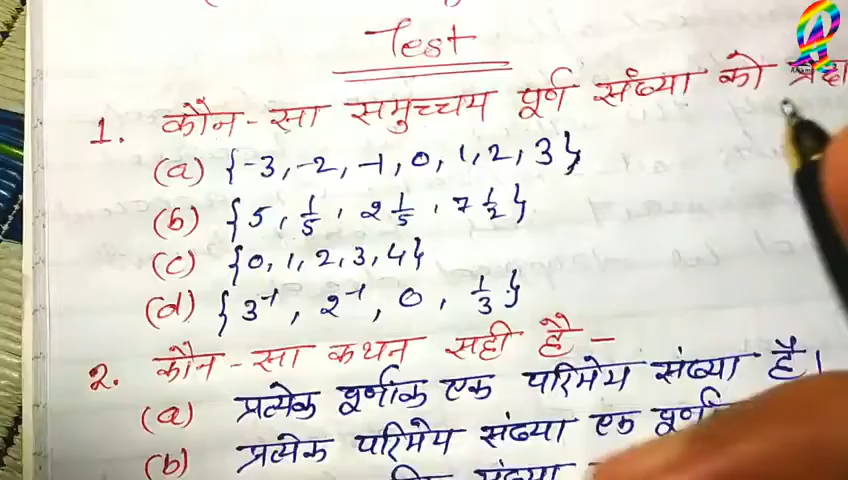 Test
1. कौन-सा समुच्चय पूर्ण संख्या को
(a) {-3, -2, -1, 0, 1, 2, 3}
(b) {5, 1/5, 2 1/5, 7 1/2}
(c) {0, 1, 2, 3, 4}
(d) {3⁻¹, 2⁻¹, 0, 1/3}
2. कौन-सा कथन सही है -
(a) प्रत्येक पूर्णांक एक परिमेय संख्या है।
(b) प्रत्येक परिमेय संख्या एक